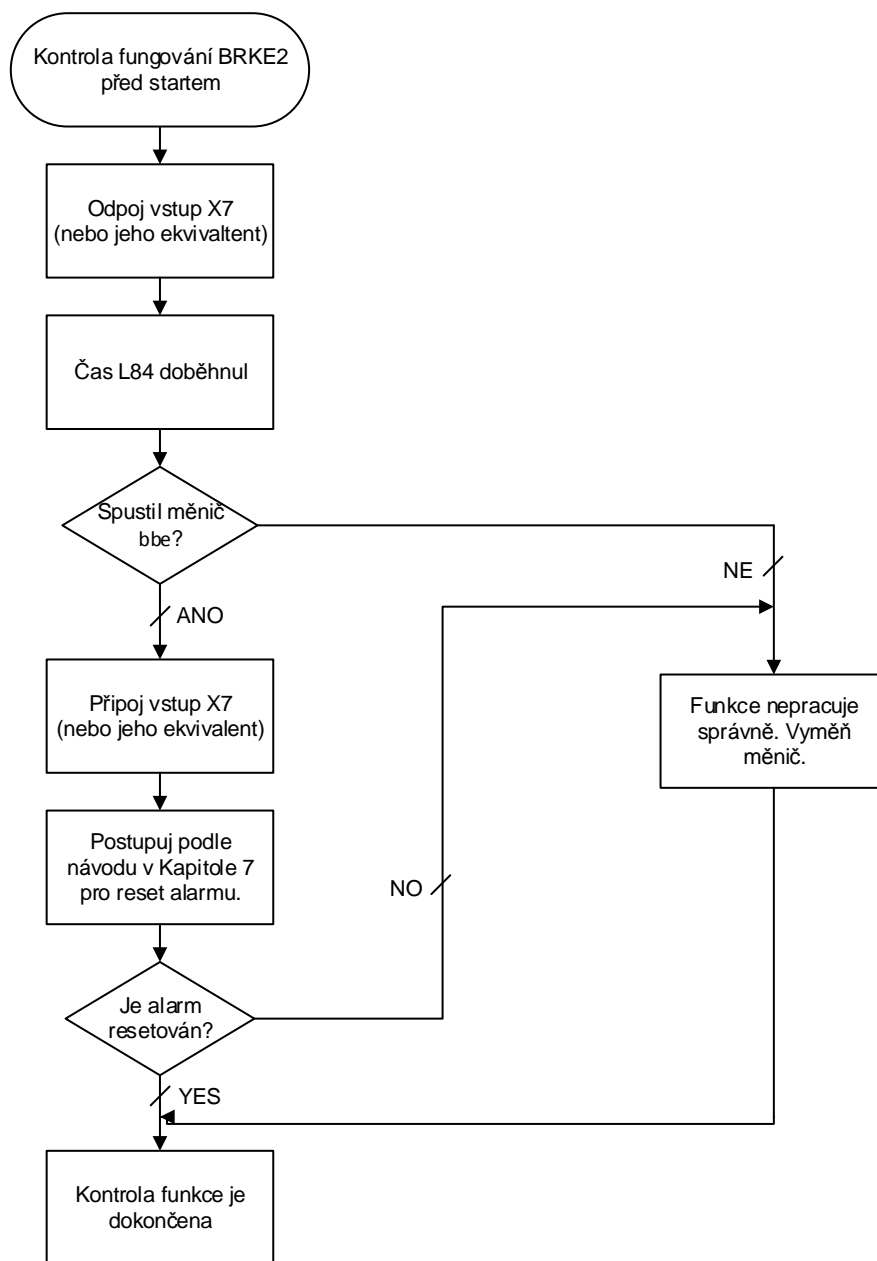 Kontrola fungování BRKE2
před startem
Odpoj vstup X7
(nebo jeho ekvivaltent)
Čas L84 doběhnul
Spustil měnič
bbe?
NE
ANO
Připoj vstup X7
(nebo jeho ekvivalent)
Funkce nepracuje
správně. Vyměň
měnič.
Postupuj podle
návodu v Kapitole 7
pro reset alarmu.
NO
Je alarm
resetován?
YES
Kontrola funkce je
dokončena